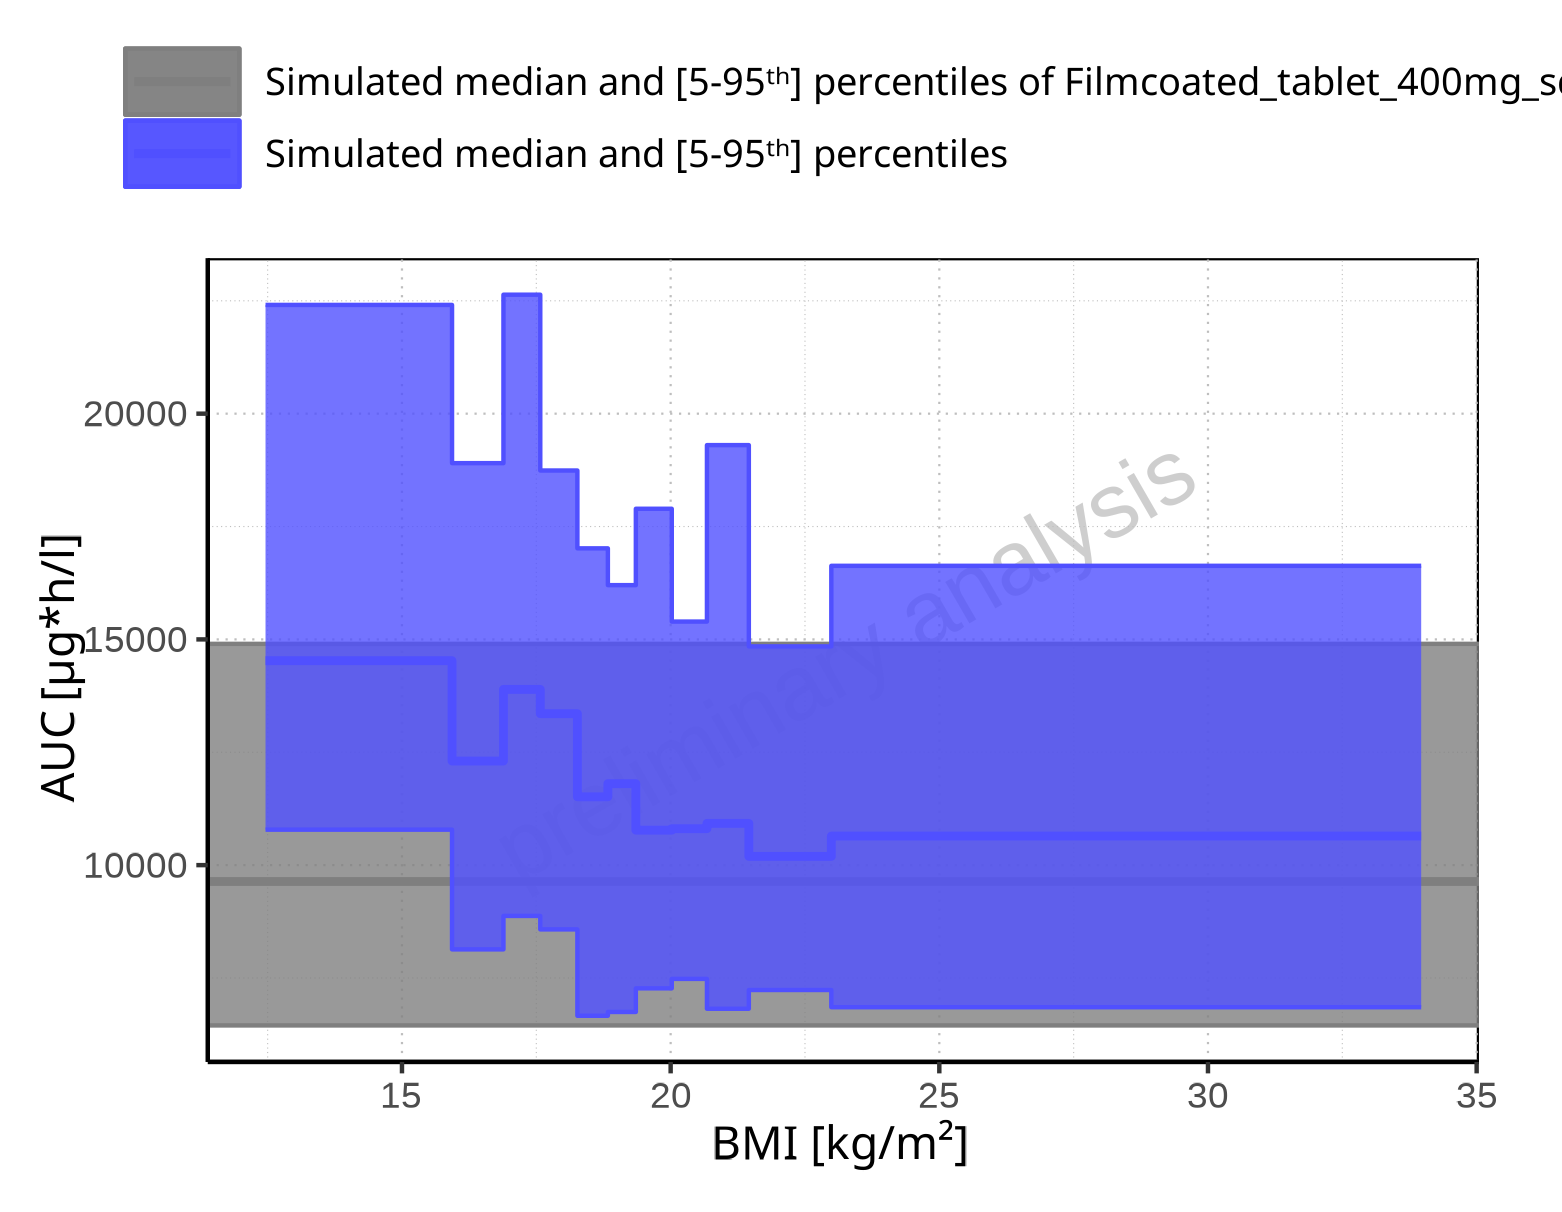 Simulated median and [5-95ᵗʰ] percentiles of Filmcoated_tablet_400mg_
Simulated median and [5-95ᵗʰ] percentiles
AUC [µg*h/l]
20000
15000
10000
preliminary analysis
15
20
25
30
35
BMI [kg/m²]